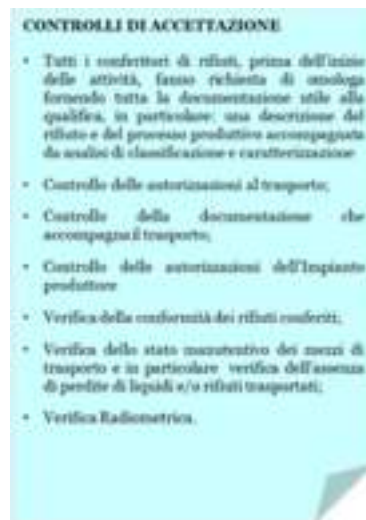 CONTROLLI DI ACCETTAZIONE
• Tutti i conferitori di rifiuti, prima dell'inizio
delle attività, fanno richiesta di omologa
fornendo tutta la documentazione utile alla
qualifica, in particolare: una descrizione del
rifiuto e del processo produttivo accompagnata
da analisi di classificazione e caratterizzazione
• Controllo delle autorizzazioni al trasporto;
• Controllo della documentazione che
accompagna il trasporto;
• Controllo delle autorizzazioni dell'Impianto
produttore
• Verifica della conformità dei rifiuti conferiti;
• Verifica dello stato manutentivo dei mezzi di
trasporto e in particolare verifica dell'assenza
di perdite di liquidi e/o rifiuti trasportati;
• Verifica Radiometrica.